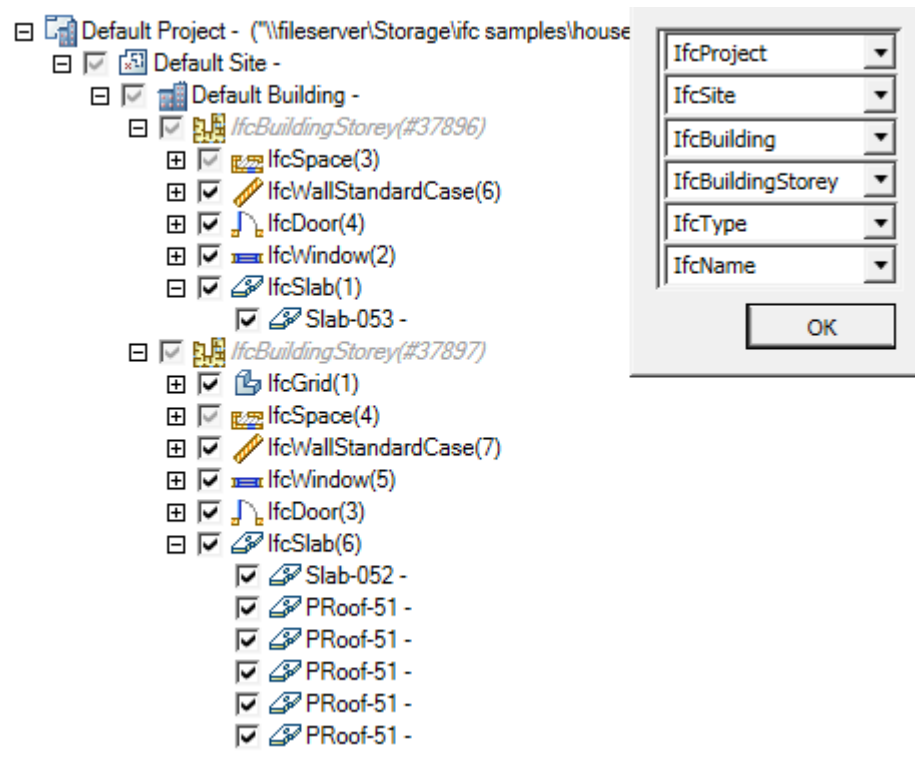 Default Project - ("\\fileserver\Storage\ifc samples\house
Default Site -
Default Building -
IfcBuildingStorey(#37896)
IfcSpace(3)
IfcWallStandardCase(6)
IfcDoor(4)
IfcWindow(2)
IfcSlab(1)
Slab-053 -
IfcBuildingStorey(#37897)
IfcGrid(1)
IfcSpace(4)
IfcWallStandardCase(7)
IfcWindow(5)
IfcDoor(3)
IfcSlab(6)
Slab-052 -
PRoof-51 -
PRoof-51 -
PRoof-51 -
PRoof-51 -
PRoof-51 -
IfcProject
IfcSite
IfcBuilding
IfcBuildingStorey
IfcType
IfcName
OK